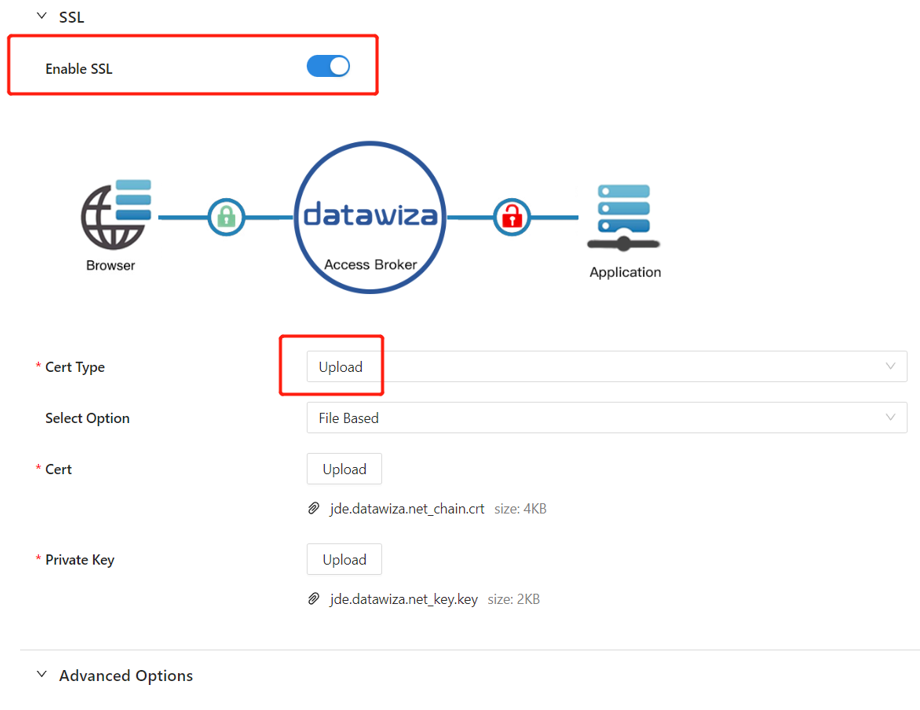 SSL
Enable SSL
datawiza
Access Broker
Browser
Application
* Cert Type
Upload
Select Option
File Based
* Cert
Upload
jde.datawiza.net_chain.crt size: 4KB
* Private Key
Upload
jde.datawiza.net_key.key size: 2KB
Advanced Options